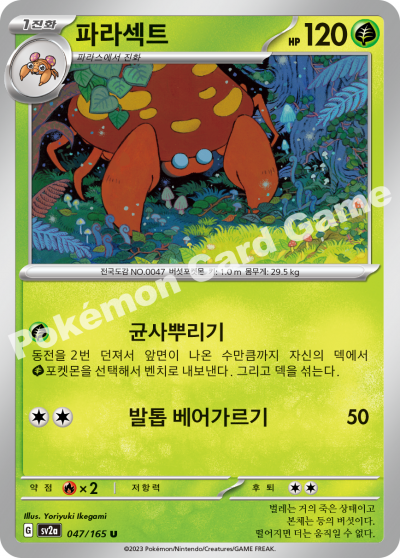 1진화
파라섹트
HP 120
파라스에서 진화
전국도감 NO.0047 버섯포켓몬 키: 1.0m 몸무게: 29.5kg
Pokémon Card Game
균사뿌리기
동전을 2번 던져서 앞면이 나온 수만큼까지 자신의 덱에서
포켓몬을 선택해서 벤치로 내보낸다. 그리고 덱을 섞는다.
발톱 베어가르기 50
약점 ×2 저항력 후퇴
Illus. Yoriyuki Ikegami
G sv2a 047/165 U
벌레는 거의 죽은 상태이고
본체는 등의 버섯이다.
떨어지면 더는 움직일 수 없다.
©2023 Pokémon/Nintendo/Creatures/GAME FREAK.